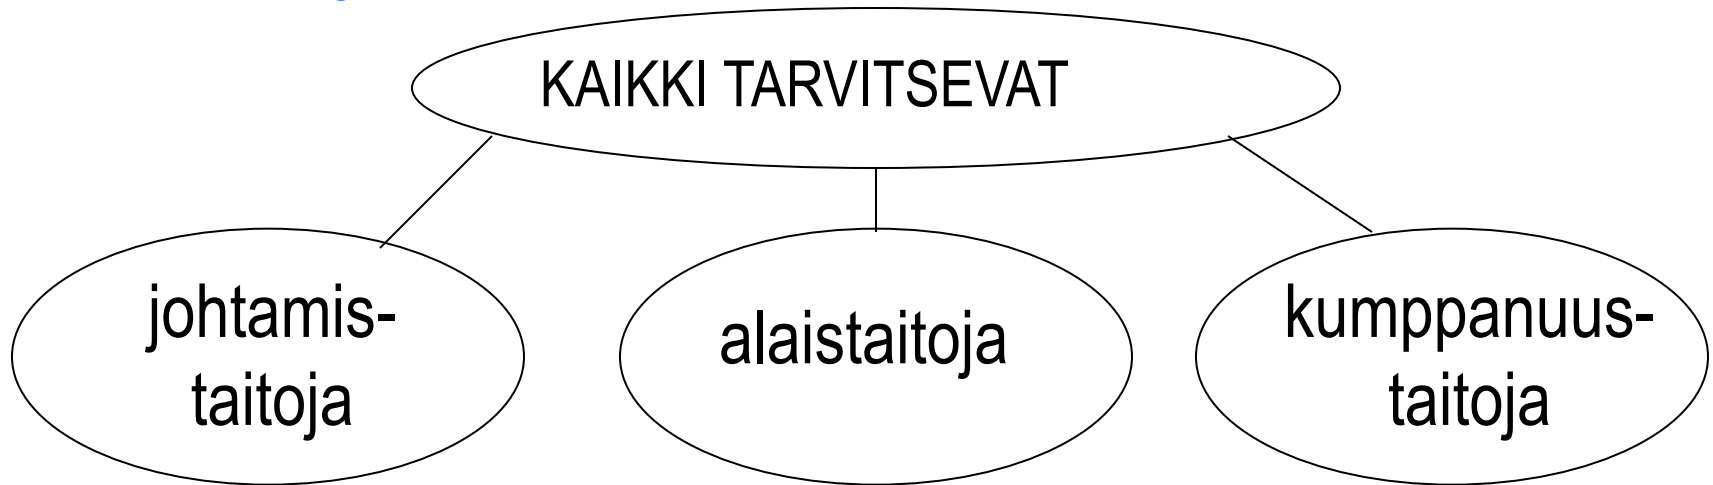 KAIKKI TARVITSEVAT
johtamis-
taitoja
alaistaitoja
kumppanuus-
taitoja